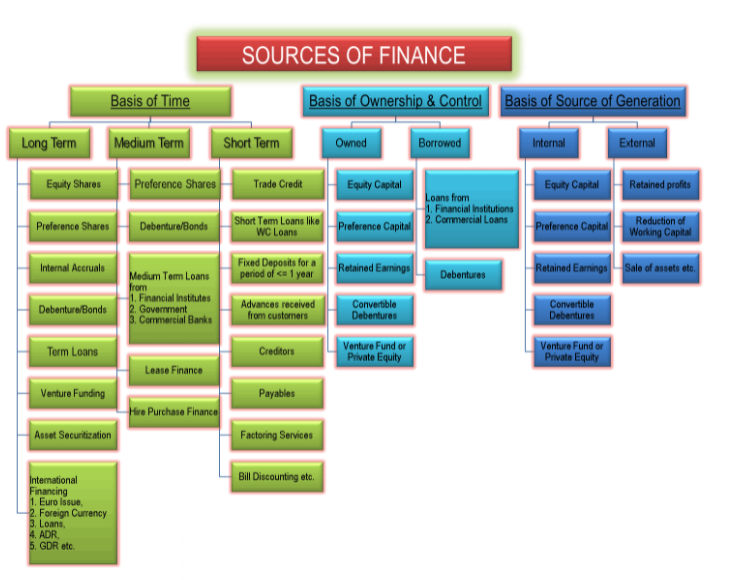 SOURCES OF FINANCE
Basis of Time
Basis of Ownership & Control
Basis of Source of Generation
Long Term
Medium Term
Short Term
Owned
Borrowed
Internal
External
Equity Shares
Preference Shares
Internal Accruals
Debenture/Bonds
Term Loans
Venture Funding
Asset Securitization
International
Financing
1. Euro Issue,
2. Foreign Currency
3. Loans,
4. ADR,
5. GDR etc.
Preference Shares
Debenture/Bonds
Medium Term Loans
from
1. Financial Institutes
2. Government
3. Commercial Banks
Lease Finance
Hire Purchase Finance
Trade Credit
Short Term Loans like
WC Loans
Fixed Deposits for a
period of <= 1 year
Advances received
from customers
Creditors
Payables
Factoring Services
Bill Discounting etc.
Equity Capital
Preference Capital
Retained Earnings
Convertible
Debentures
Venture Fund or
Private Equity
Loans from
1. Financial Institutions
2. Commercial Loans
Debentures
Equity Capital
Preference Capital
Retained Earnings
Convertible
Debentures
Venture Fund or
Private Equity
Retained profits
Reduction of
Working Capital
Sale of assets etc.